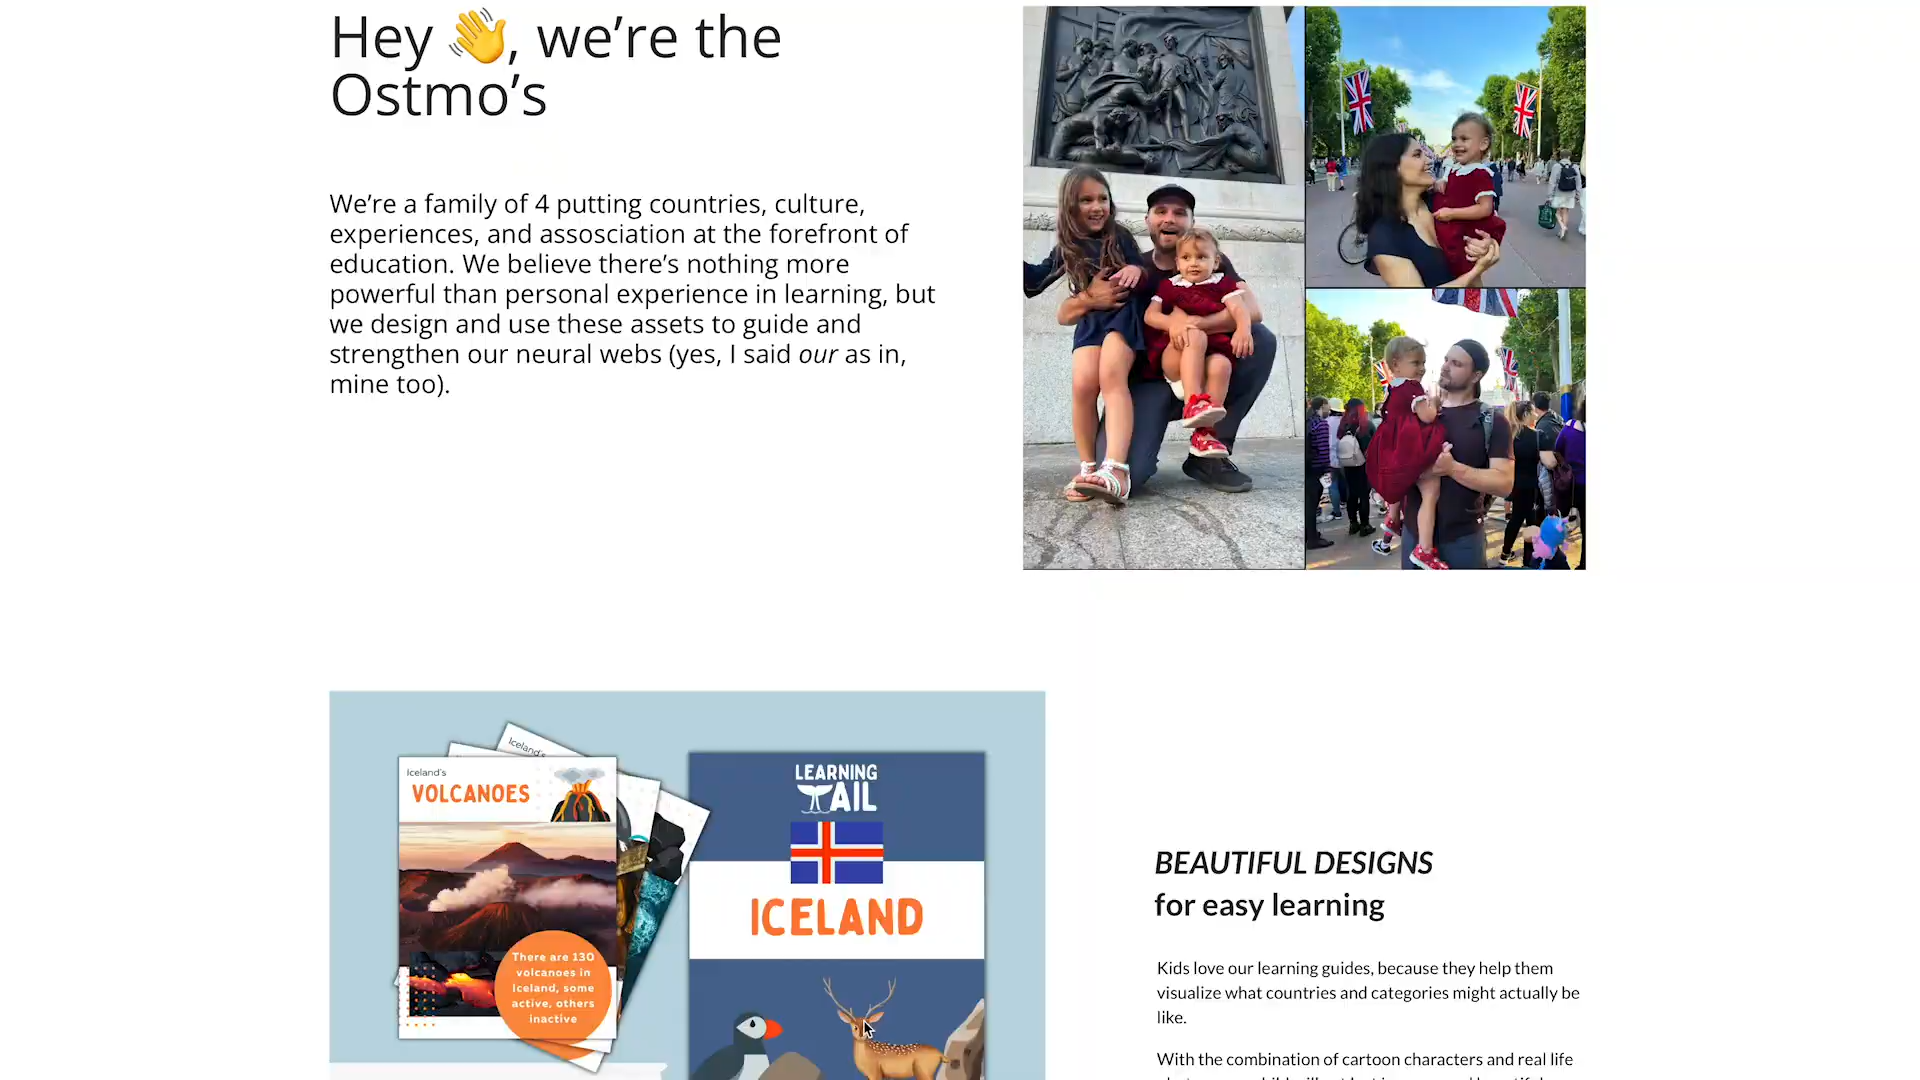 Hey 👋, we’re the
Ostmo’s
We’re a family of 4 putting countries, culture,
experiences, and assosciation at the forefront of
education. We believe there’s nothing more
powerful than personal experience in learning, but
we design and use these assets to guide and
strengthen our neural webs (yes, I said our as in,
mine too).
Iceland's
Iceland's
VOLCANOES
There are 130
volcanoes in
Iceland, some
active, others
inactive
LEARNING
TAIL
ICELAND
BEAUTIFUL DESIGNS
for easy learning
Kids love our learning guides, because they help them
visualize what countries and categories might actually be
like.
With the combination of cartoon characters and real life